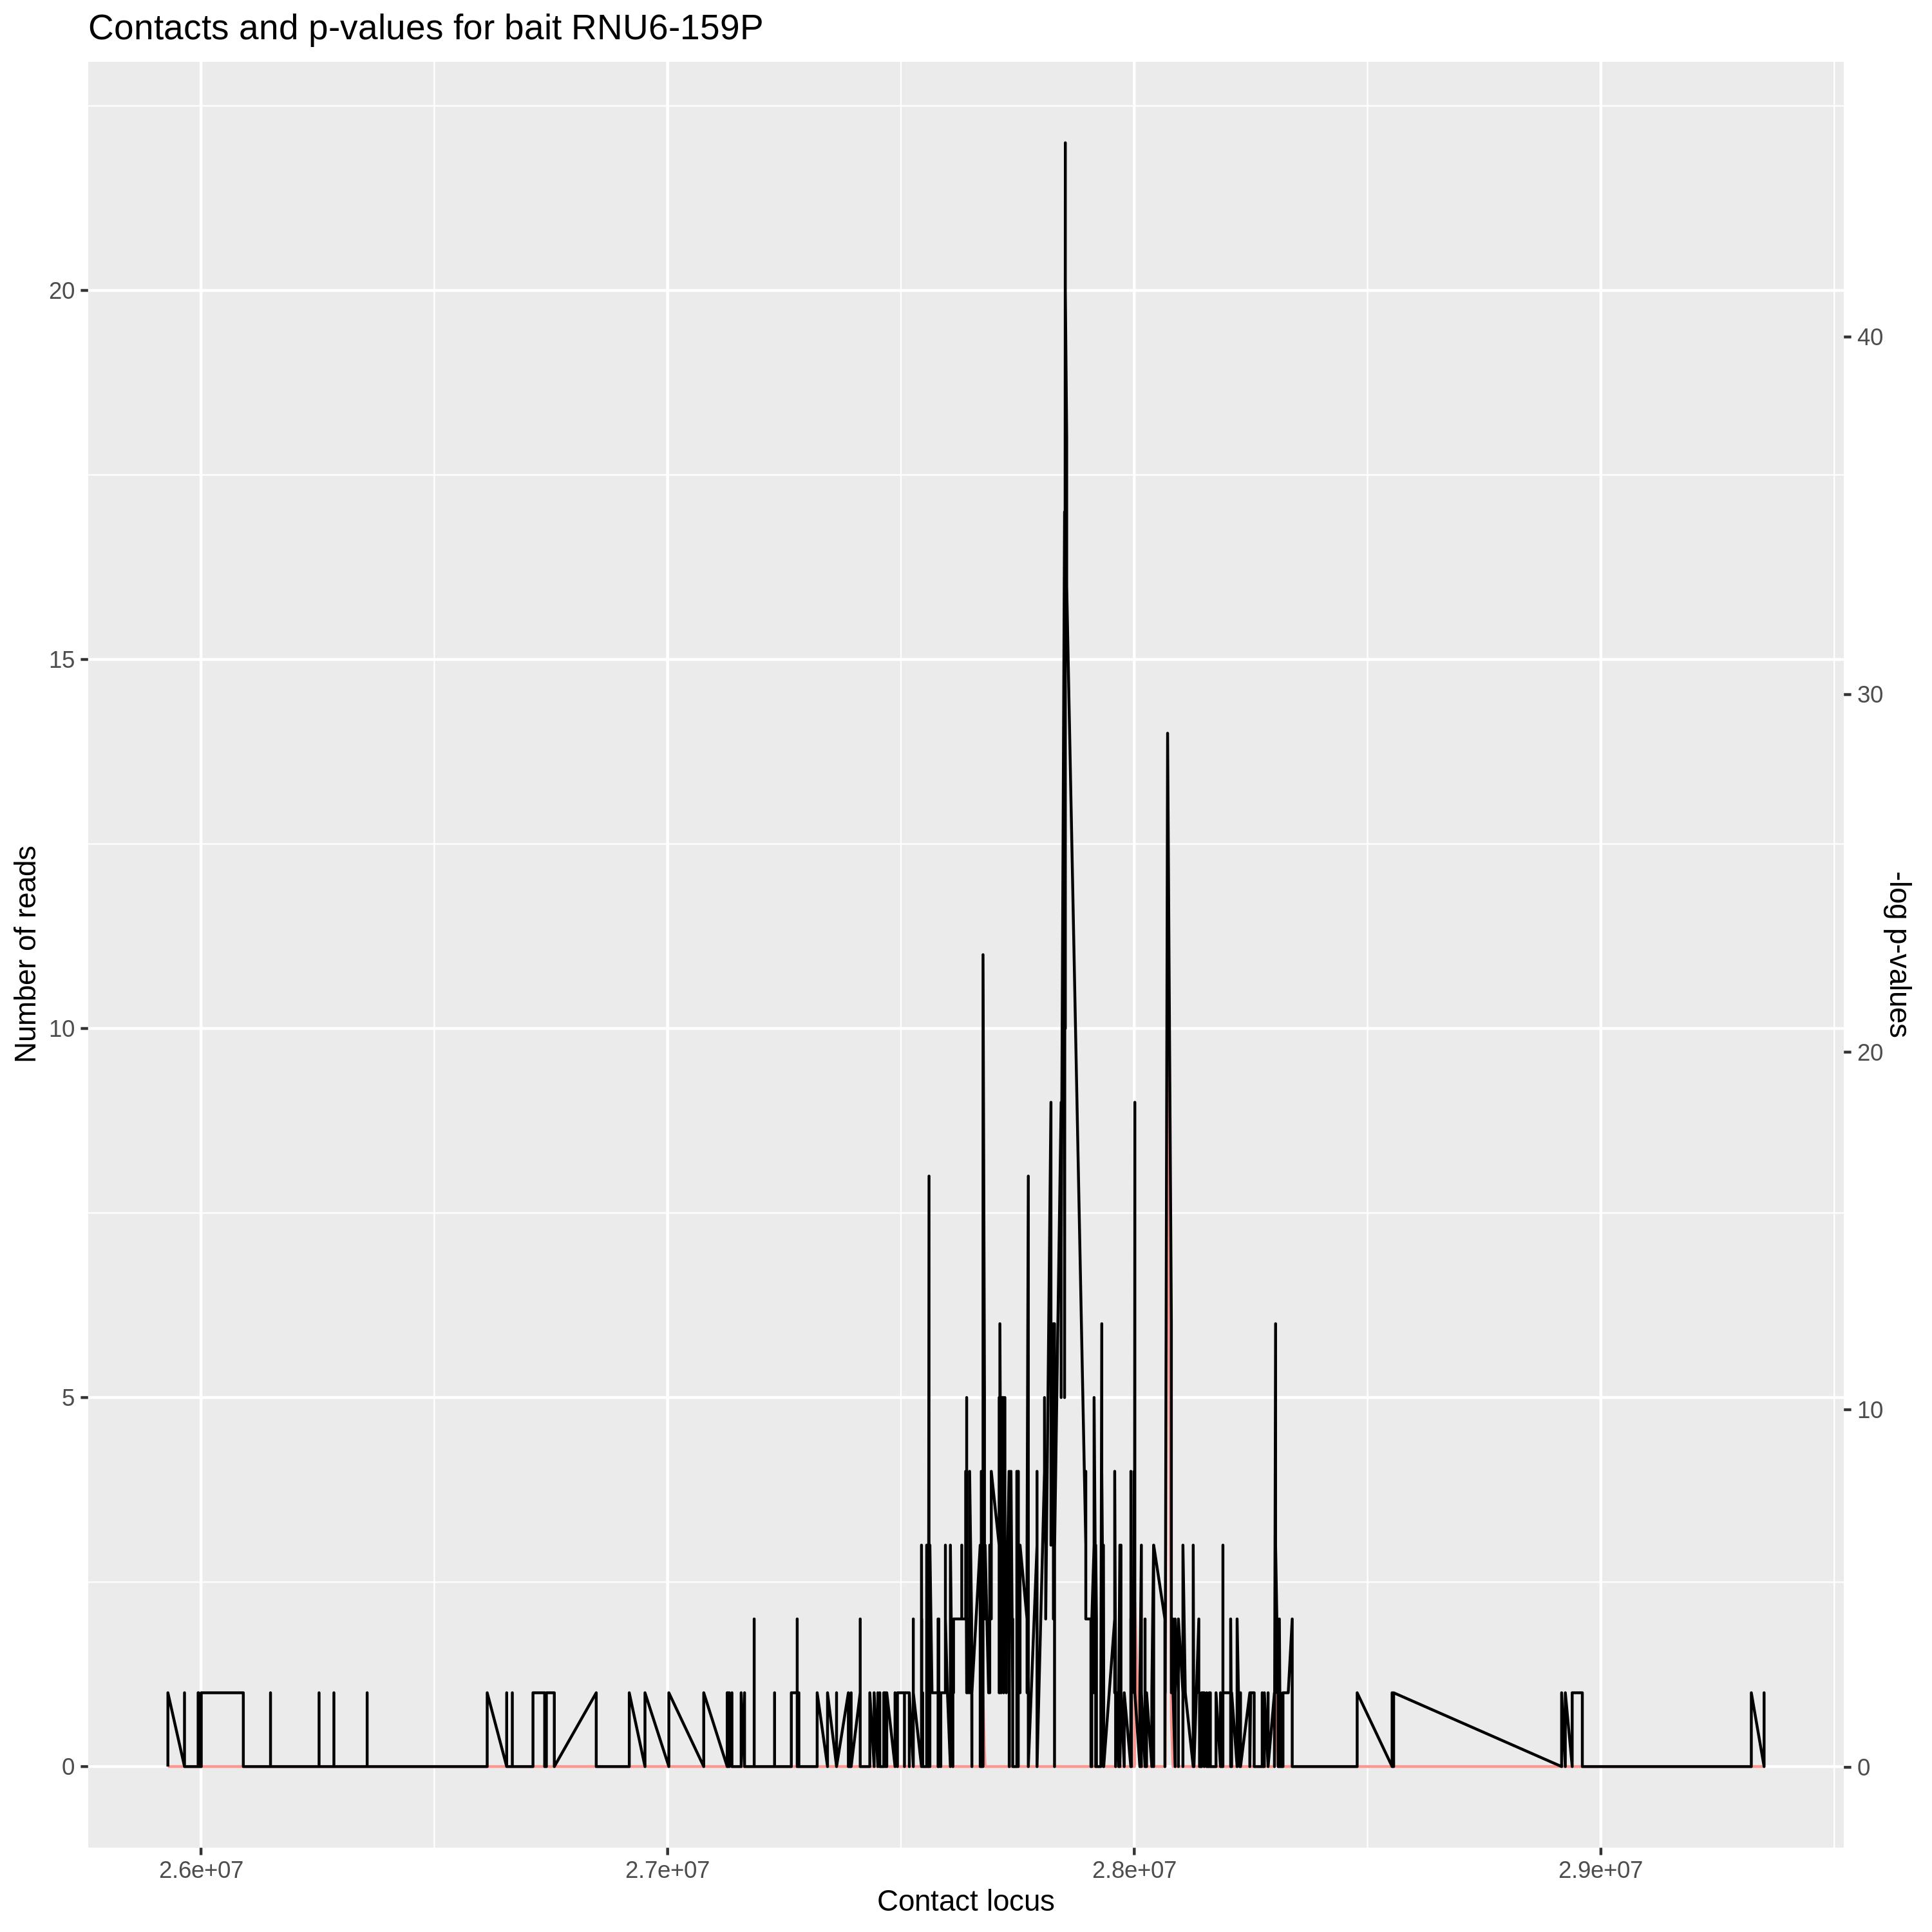 Contacts and p-values for bait RNU6-159P
20
15
10
5
0
40
30
20
10
0
2.6e+07
2.7e+07
2.8e+07
2.9e+07
Number of reads
-log p-values
Contact locus